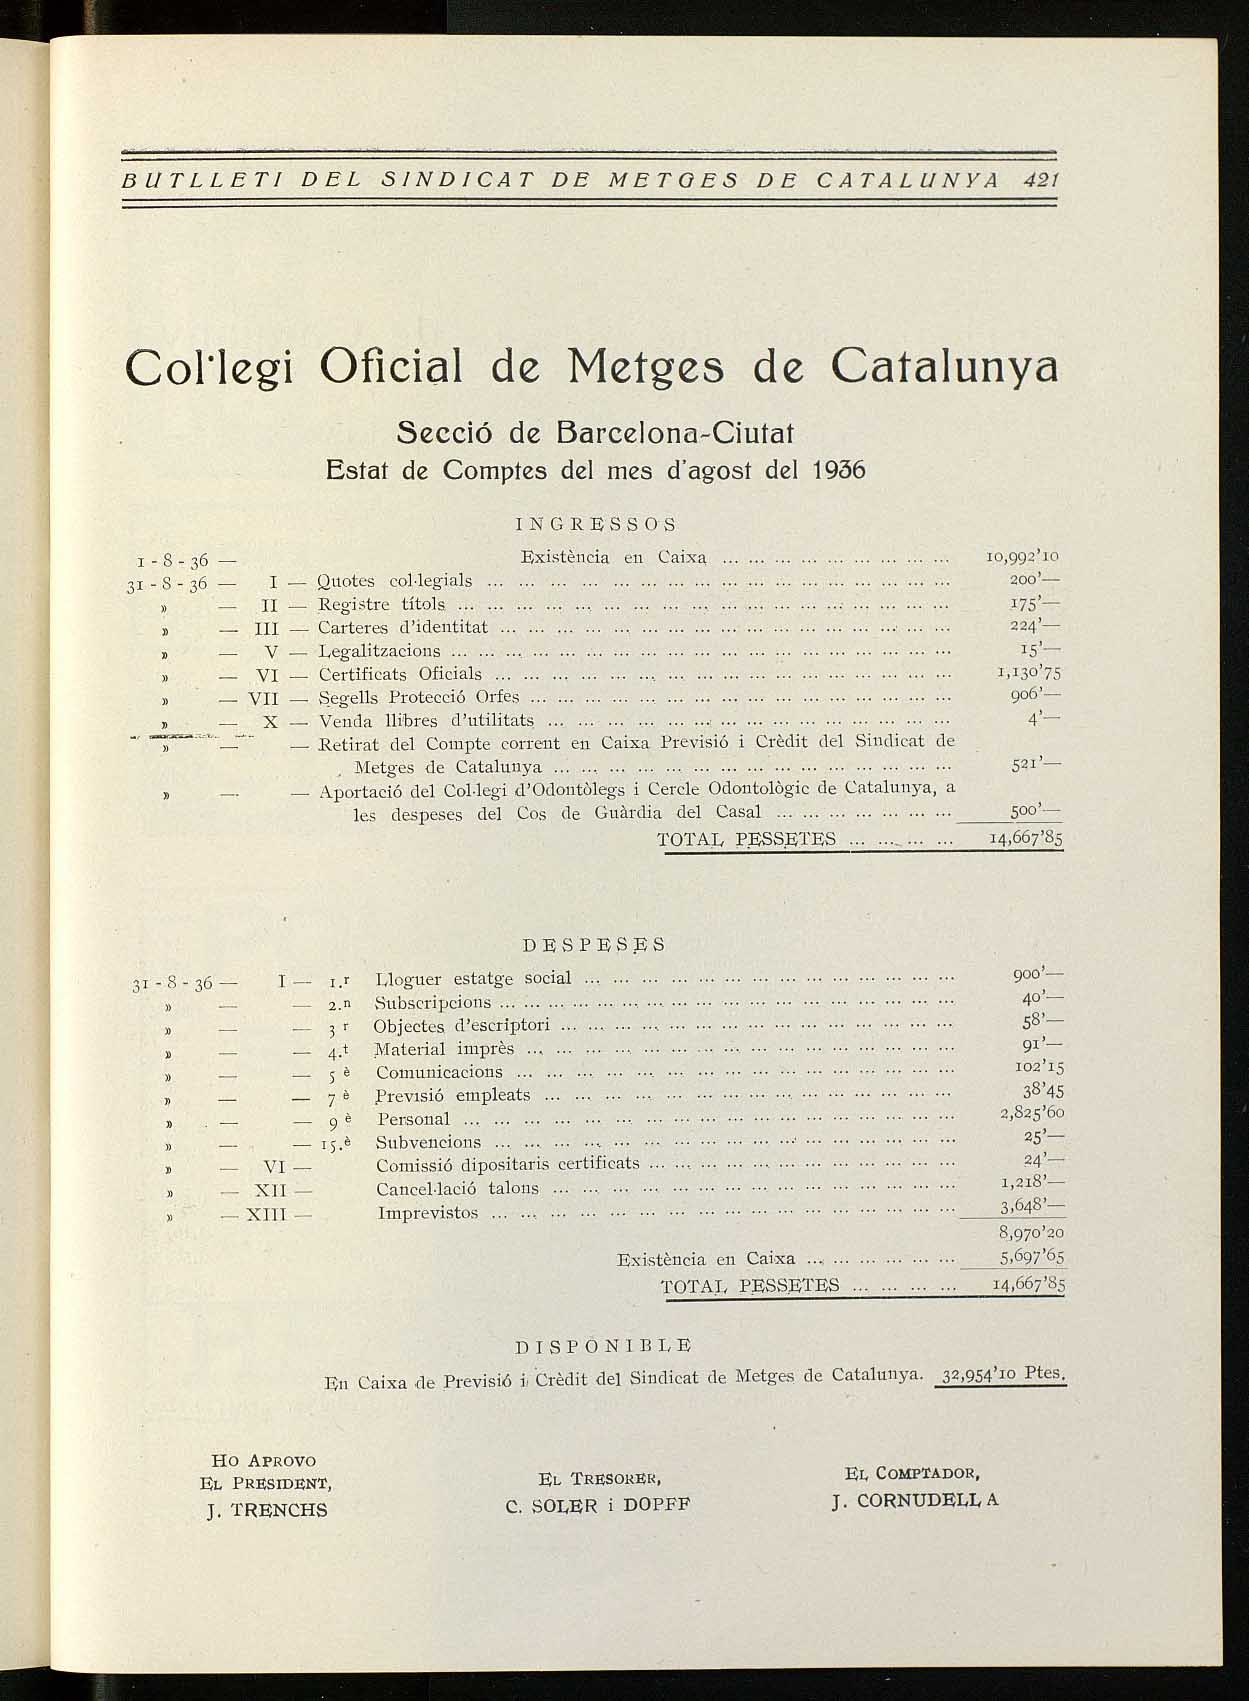 BUTLLETI DEL SINDICAT DE METGES DE CATALUNYA 421
Col·legi Oficial de Metges de Catalunya
Secció de Barcelona-Ciutat
Estat de Comptes del mes d'agost del 1936
INGRESSOS
1 - 8 - 36 — Existència en Caixa ... ... ... 10,992'10
31 - 8 - 36 — I — Quotes col·legials ... ... ... 200'—
» — II — Registre títols ... ... ... 175'—
» — III — Carteres d'identitat ... ... ... 224'—
» — V — Legalitzacions ... ... ... 15'—
» — VI — Certificats Oficials ... ... ... 1,130'75
» — VII — Segells Protecció Orfes ... ... ... 906'—
» — X — Venda llibres d'utilitats ... ... ... 4'—
» — — Retirat del Compte corrent en Caixa Previsió i Crèdit del Sindicat de
Metges de Catalunya ... ... ... 521'—
» — — Aportació del Col·legi d'Odontòlegs i Cercle Odontològic de Catalunya, a
les despeses del Cos de Guàrdia del Casal ... ... ... 500'—
TOTAL PESSETES ... ... ... ... 14,667'85
DESPESES
31 - 8 - 36 — I — 1.r Lloguer estatge social ... ... ... 900'—
» — — 2.n Subscripcions ... ... ... 40'—
» — — 3 r Objectes d'escriptori ... ... ... 58'—
» — — 4.t Material imprès ... ... ... 91'—
» — — 5 è Comunicacions ... ... ... 102'15
» — — 7 è Previsió empleats ... ... ... 38'45
» — — 9 è Personal ... ... ... 2,825'60
» — — 15.è Subvencions ... ... ... 25'—
» — VI — Comissió dipositaris certificats ... ... ... 24'—
» — XII — Cancel·lació talons ... ... ... 1,218'—
» — XIII — Imprevistos ... ... ... 3,648'—
8,970'20
Existència en Caixa ... ... ... 5,697'65
TOTAL PESSETES ... ... ... ... 14,667'85
DISPONIBLE
En Caixa de Previsió i Crèdit del Sindicat de Metges de Catalunya. 32,954'10 Ptes.
HO APROVO
EL PRESIDENT, EL TRESORER, EL COMPTADOR,
J. TRENCHS C. SOLER i DOPFF J. CORNUDELLA